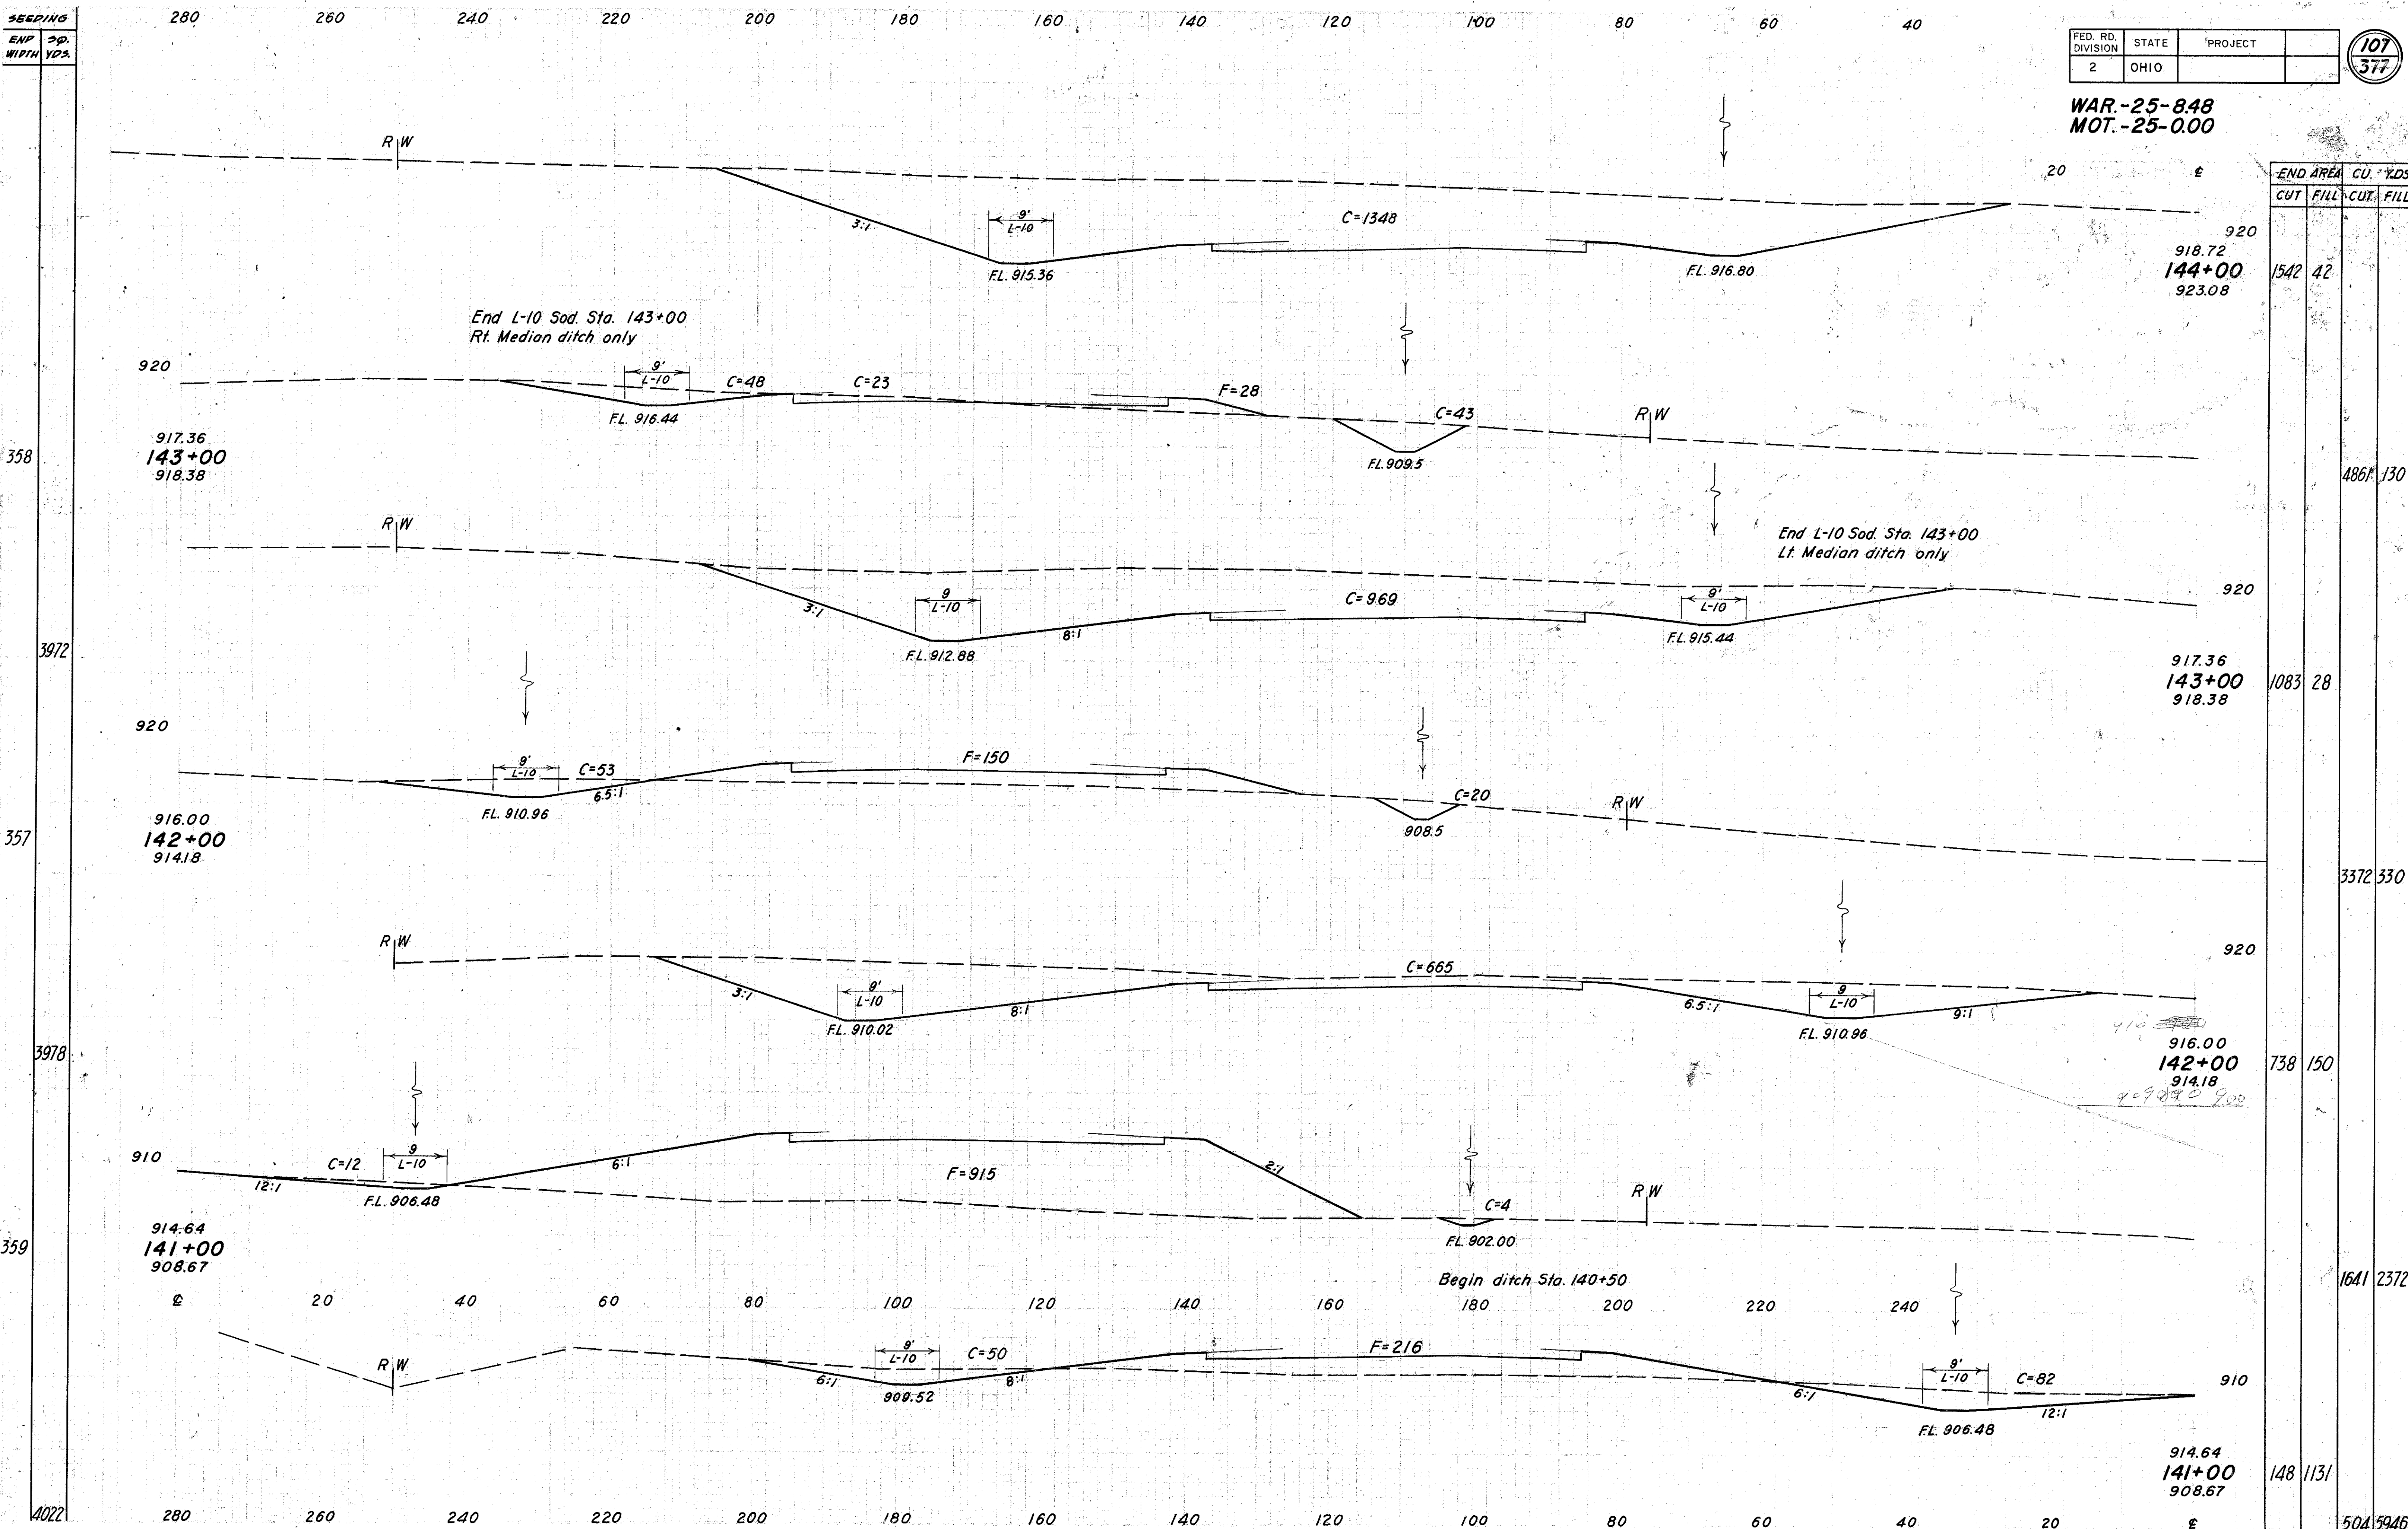 SEEDING
END WIDTH SQ. YDS.
280 260 240 220 200 180 160 140 120 100 80 60 40
FED. RD. DIVISION STATE PROJECT
2 OHIO
107
377
WAR.-25-8.48
MOT.-25-0.00
20 ℄
END AREA CU. YDS
CUT FILL CUT FILL
R W
3:1
9'
L-10
C=1348
F.L. 915.36
F.L. 916.80
920
918.72
144+00
923.08
1542 42
End L-10 Sod. Sta. 143+00
Rt. Median ditch only
920
9'
L-10
C=48
C=23
F=28
C=43
R W
F.L. 916.44
F.L. 909.5
917.36
143+00
918.38
358
4861 130
R W
End L-10 Sod. Sta. 143+00
Lt. Median ditch only
3:1
9
L-10
8:1
C=969
9'
L-10
920
F.L. 912.88
F.L. 915.44
3972
917.36
143+00
918.38
1083 28
920
9'
L-10
C=53
6.5:1
F=150
C=20
R W
F.L. 910.96
908.5
916.00
142+00
914.18
357
3372 330
R W
3:1
9'
L-10
8:1
C=665
6.5:1
9
L-10
9:1
920
F.L. 910.02
F.L. 910.96
3978
916.00
142+00
914.18
738 150
910
12:1
C=12
9
L-10
6:1
F=915
2:1
C=4
R W
F.L. 906.48
F.L. 902.00
914.64
141+00
908.67
359
Begin ditch Sta. 140+50
1641 2372
℄ 20 40 60 80 100 120 140 160 180 200 220 240
R W
6:1
9'
L-10
C=50
8:1
F=216
6:1
9'
L-10
C=82
12:1
910
909.52
F.L. 906.48
914.64
141+00
908.67
148 1131
4022
280 260 240 220 200 180 160 140 120 100 80 60 40 20 ℄
504 5946